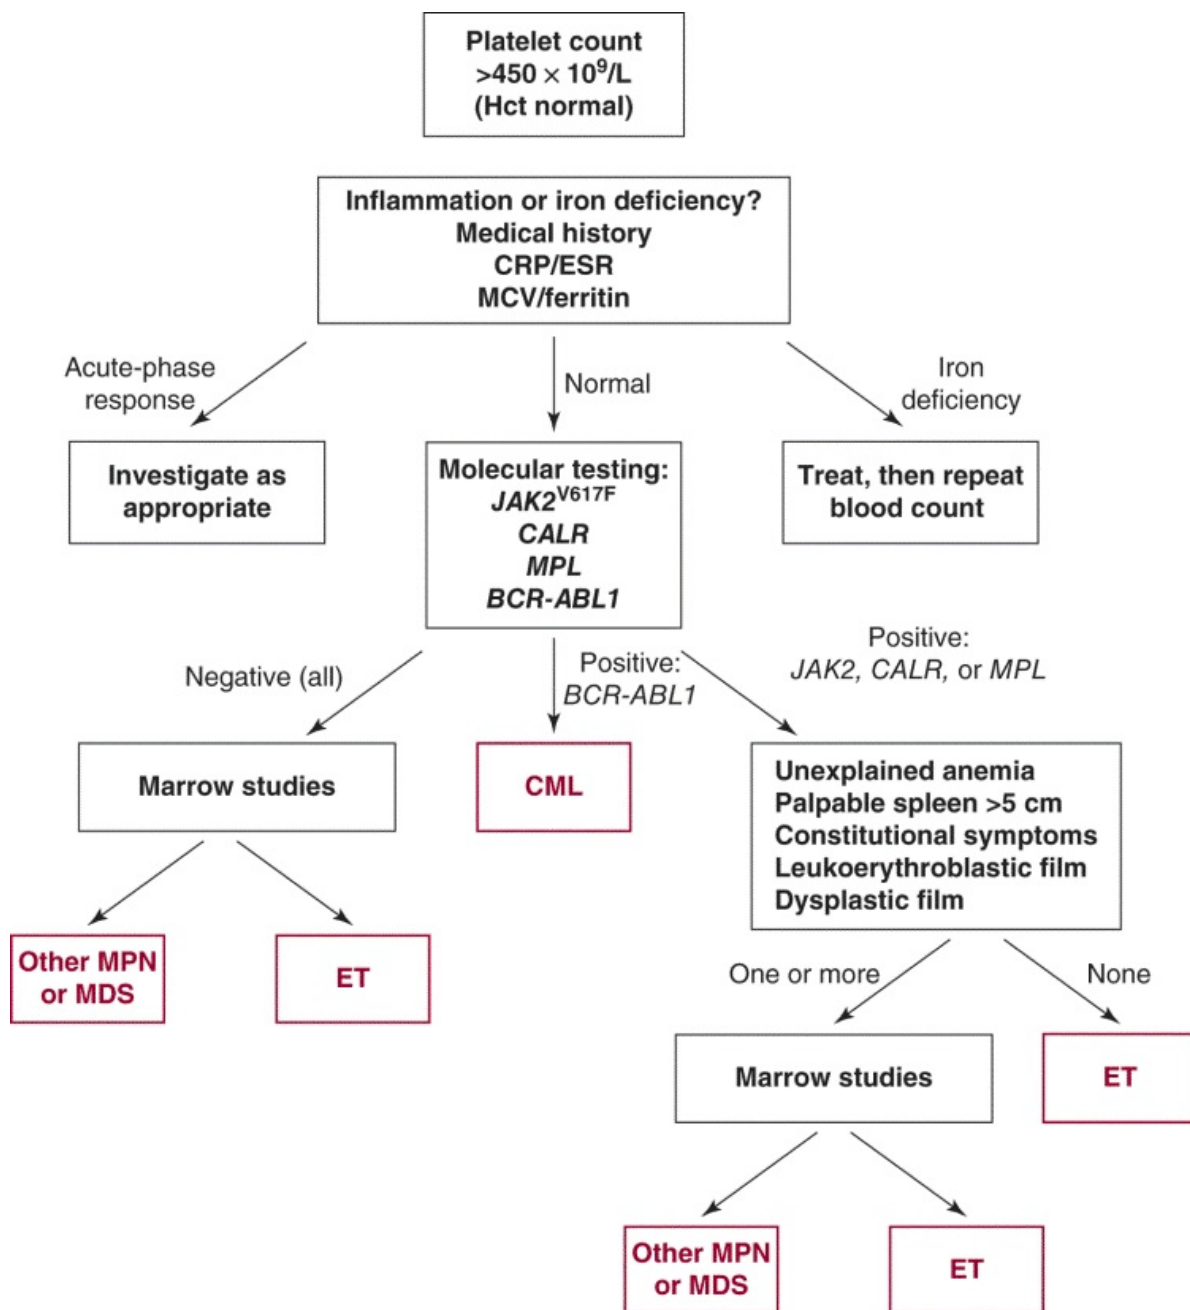 Platelet count
>450 × 10⁹/L
(Hct normal)
Inflammation or iron deficiency?
Medical history
CRP/ESR
MCV/ferritin
Acute-phase
response
Normal
Iron
deficiency
Investigate as
appropriate
Molecular testing:
JAK2ⱽ⁶¹⁷ᶠ
CALR
MPL
BCR-ABL1
Treat, then repeat
blood count
Negative (all)
Positive:
BCR-ABL1
Positive:
JAK2, CALR, or MPL
Marrow studies
CML
Unexplained anemia
Palpable spleen >5 cm
Constitutional symptoms
Leukoerythroblastic film
Dysplastic film
Other MPN
or MDS
ET
One or more
None
Marrow studies
ET
Other MPN
or MDS
ET